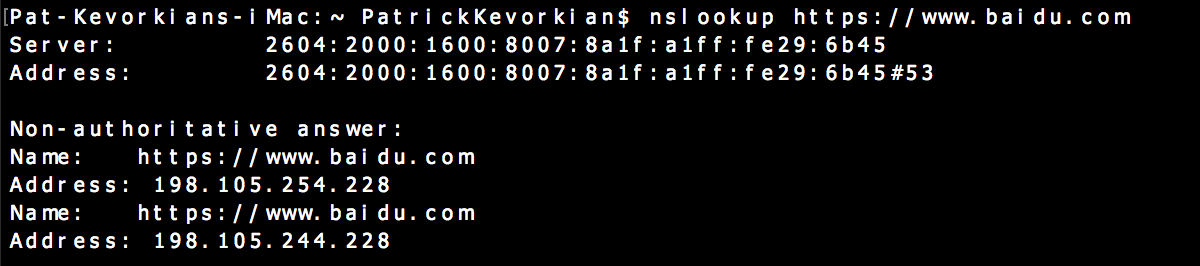 [Pat-Kevorkians-iMac:~ PatrickKevorkian$ nslookup https://www.baidu.com
Server:		2604:2000:1600:8007:8a1f:a1ff:fe29:6b45
Address:	2604:2000:1600:8007:8a1f:a1ff:fe29:6b45#53
Non-authoritative answer:
Name:	https://www.baidu.com
Address: 198.105.254.228
Name:	https://www.baidu.com
Address: 198.105.244.228